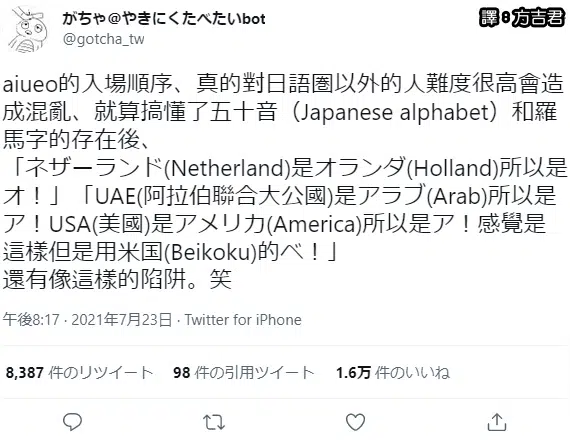 がちゃ@やきにくたべたいbot
譯:方吉君
@gotcha_tw
aiueo的入場順序、真的對日語圈以外的人難度很高會造
成混亂、就算搞懂了五十音（Japanese alphabet）和羅
馬字的存在後、
「ネザーランド(Netherland)是オランダ(Holland)所以是
オ！」「UAE(阿拉伯聯合大公國)是アラブ(Arab)所以是
ア！USA(美國)是アメリカ(America)所以是ア！感覺是
這樣但是用米国(Beikoku)的ベ！」
還有像這樣的陷阱。笑
午後8:17 · 2021年7月23日 · Twitter for iPhone
8,387 件のリツイート 98 件の引用ツイート 1.6万 件のいいね